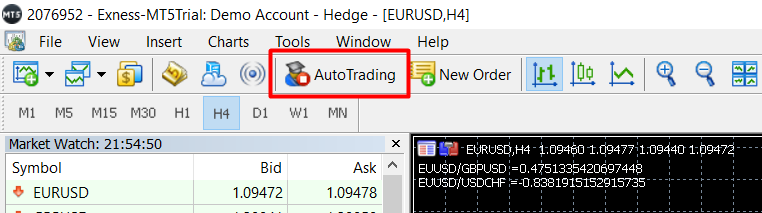 MT5 2076952 - Exness-MT5Trial: Demo Account - Hedge - [EURUSD,H4]
File View Insert Charts Tools Window Help
AutoTrading New Order
M1 M5 M15 M30 H1 H4 D1 W1 MN
Market Watch: 21:54:50
Symbol Bid Ask
EURUSD 1.09472 1.09478
EURUSD,H4 1.09460 1.09477 1.09440 1.09472
EUUSD/GBPUSD =0.4751335420697448
EUUSD/USDCHF =-0.8381915152915735